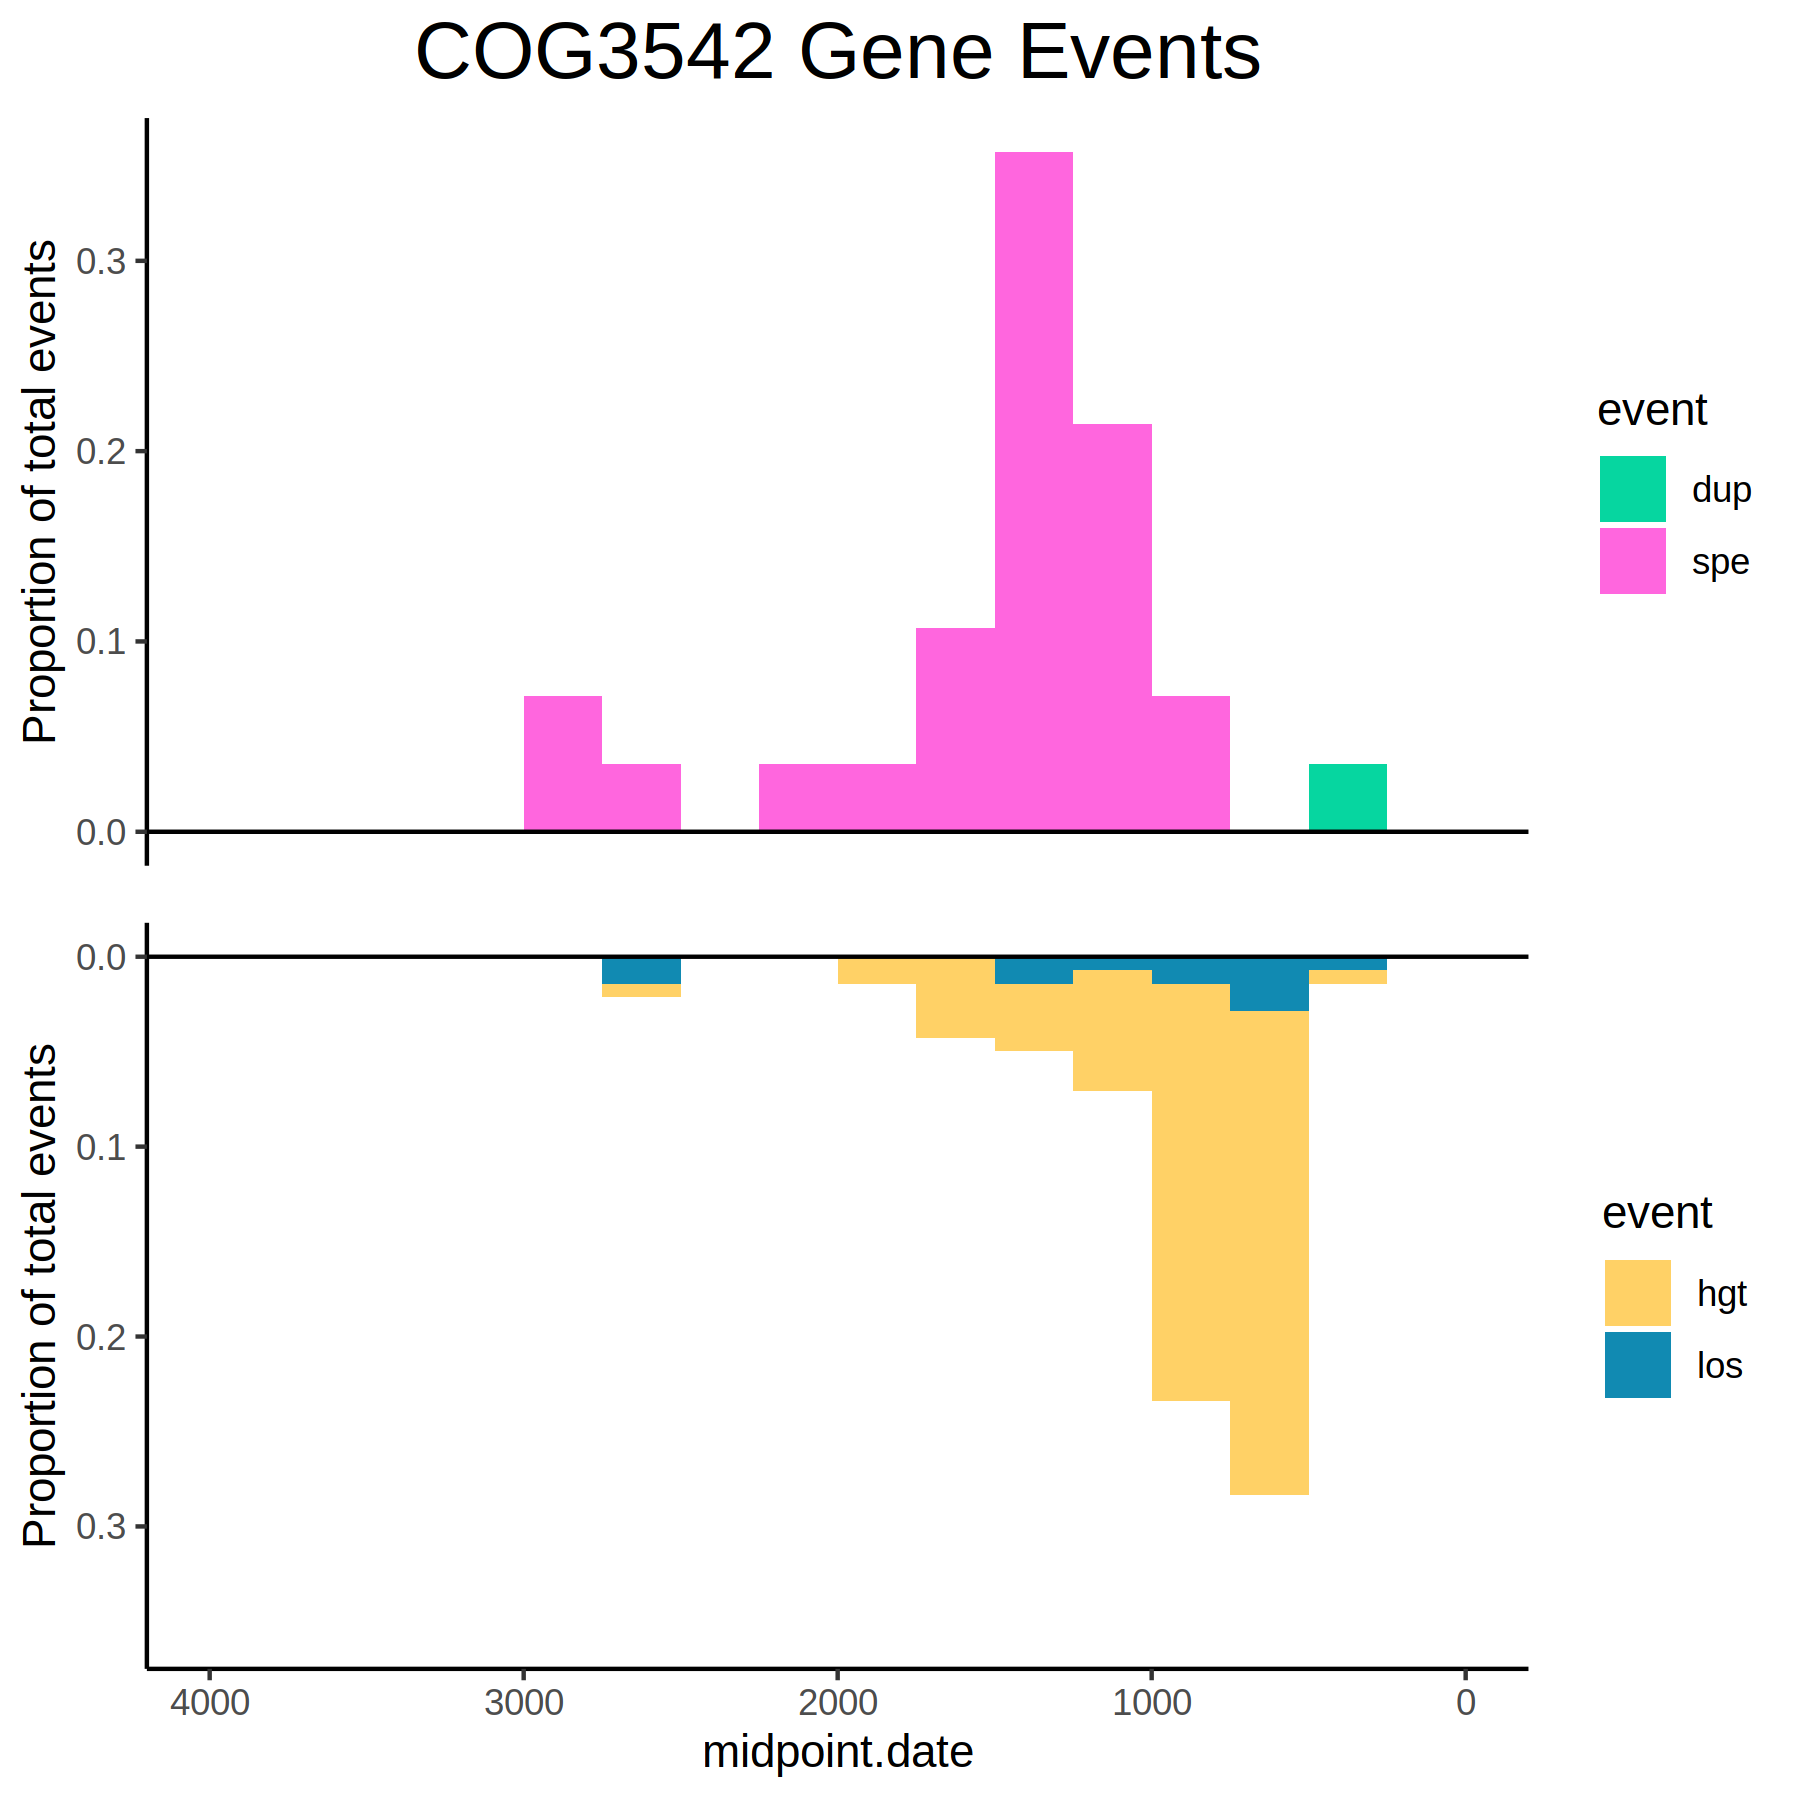 COG3542 Gene Events
Proportion of total events
0.3
0.2
0.1
0.0
event
dup
spe
Proportion of total events
0.0
0.1
0.2
0.3
event
hgt
los
4000 3000 2000 1000 0
midpoint.date